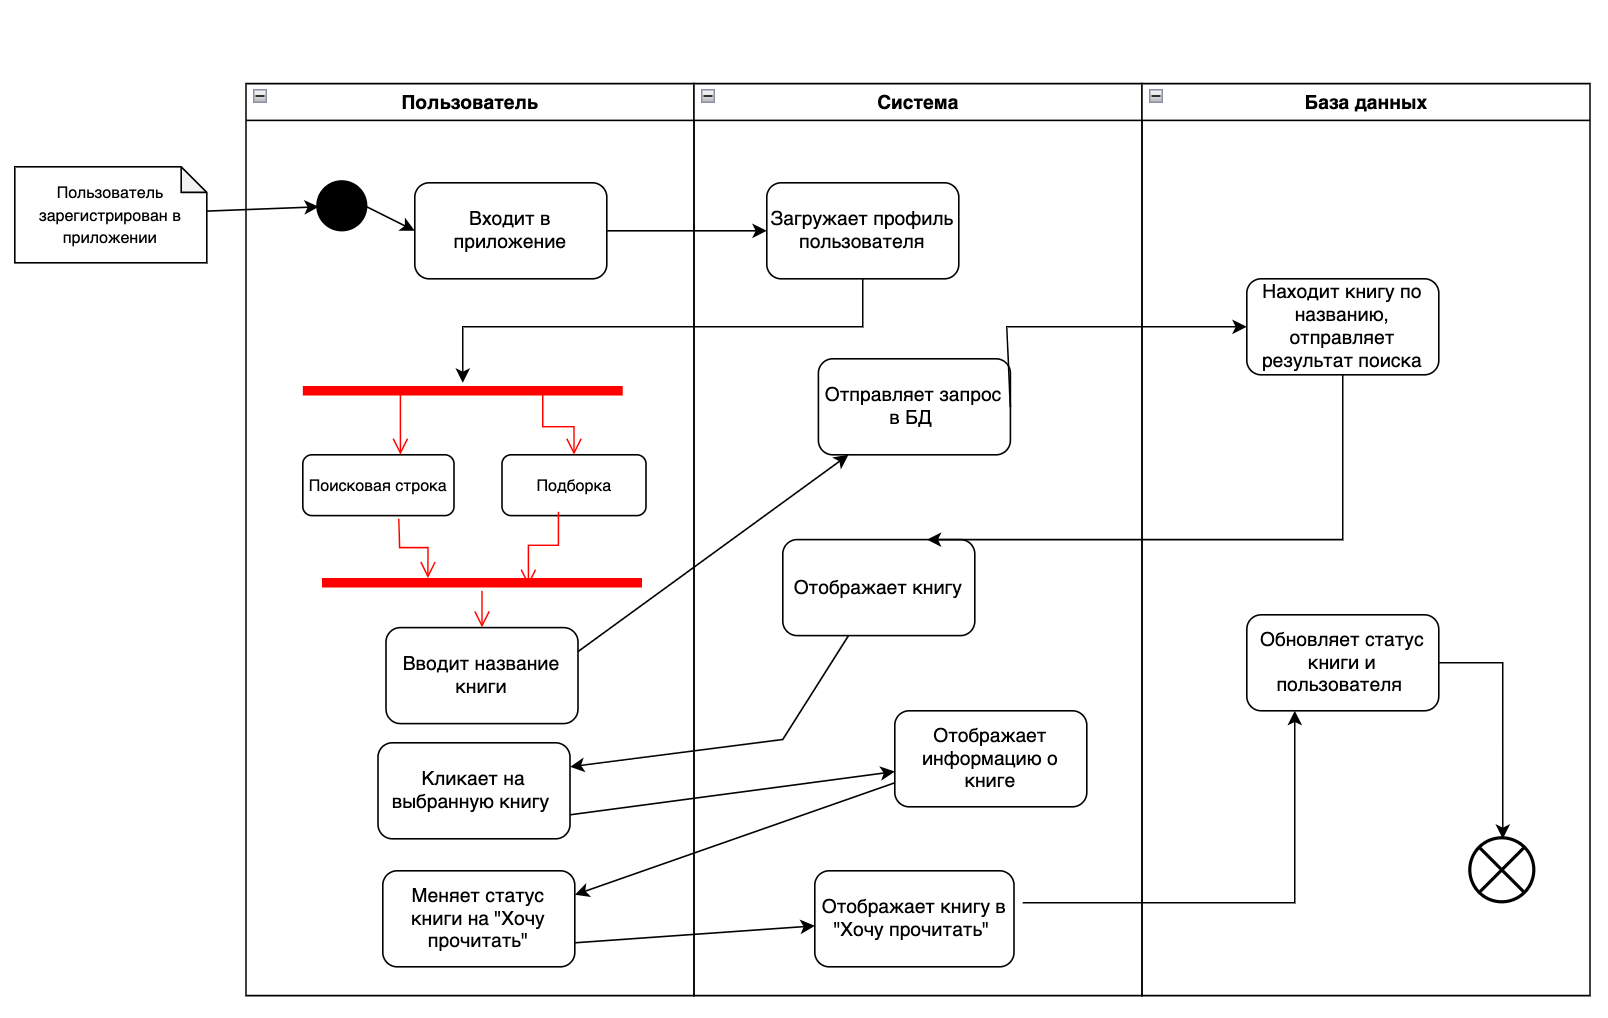 Пользователь
Система
База данных
Пользователь
зарегистрирован в
приложении
Входит в
приложение
Загружает профиль
пользователя
Находит книгу по
названию,
отправляет
результат поиска
Отправляет запрос
в БД
Поисковая строка
Подборка
Отображает книгу
Вводит название
книги
Обновляет статус
книги и
пользователя
Кликает на
выбранную книгу
Отображает
информацию о
книге
Меняет статус
книги на "Хочу
прочитать"
Отображает книгу в
"Хочу прочитать"